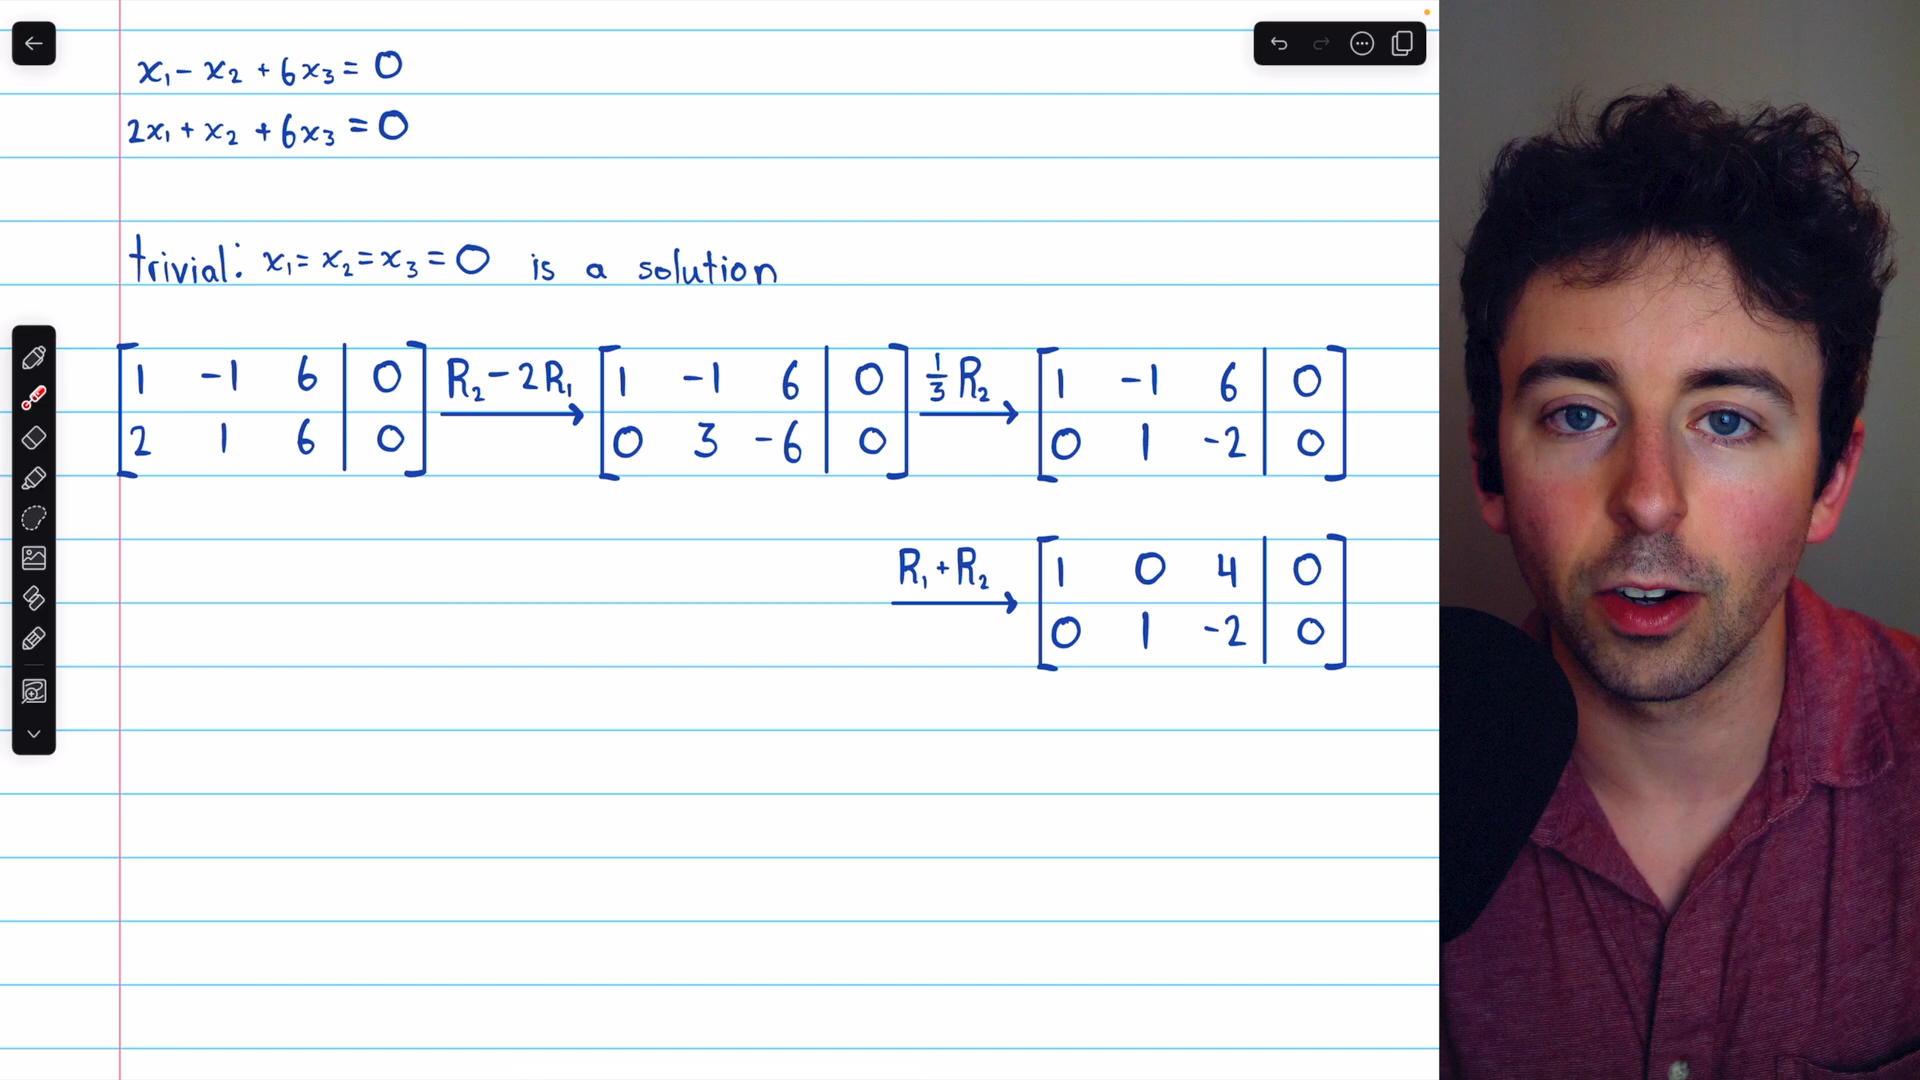 x₁ - x₂ + 6x₃ = 0
2x₁ + x₂ + 6x₃ = 0
trivial: x₁ = x₂ = x₃ = 0 is a solution
[1 -1 6 | 0] R₂ - 2R₁ [1 -1 6 | 0] 1/3 R₂ [1 -1 6 | 0]
[2 1 6 | 0] → [0 3 -6 | 0] → [0 1 -2 | 0]
R₁ + R₂ [1 0 4 | 0]
→ [0 1 -2 | 0]